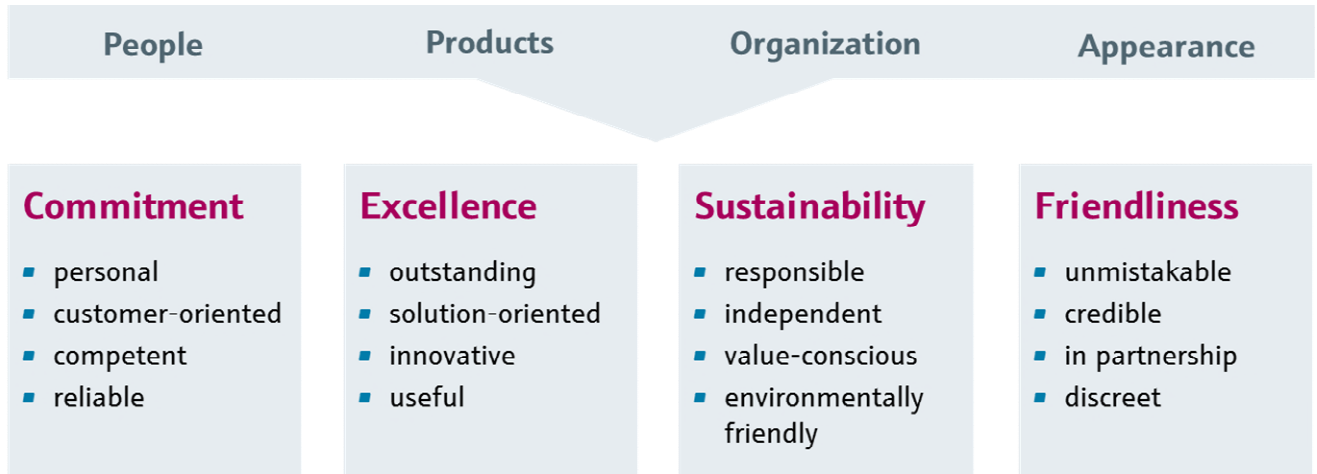 People
Products
Organization
Appearance
Commitment
personal
customer-oriented
competent
reliable
Excellence
outstanding
solution-oriented
innovative
useful
Sustainability
responsible
independent
value-conscious
environmentally
friendly
Friendliness
unmistakable
credible
in partnership
discreet